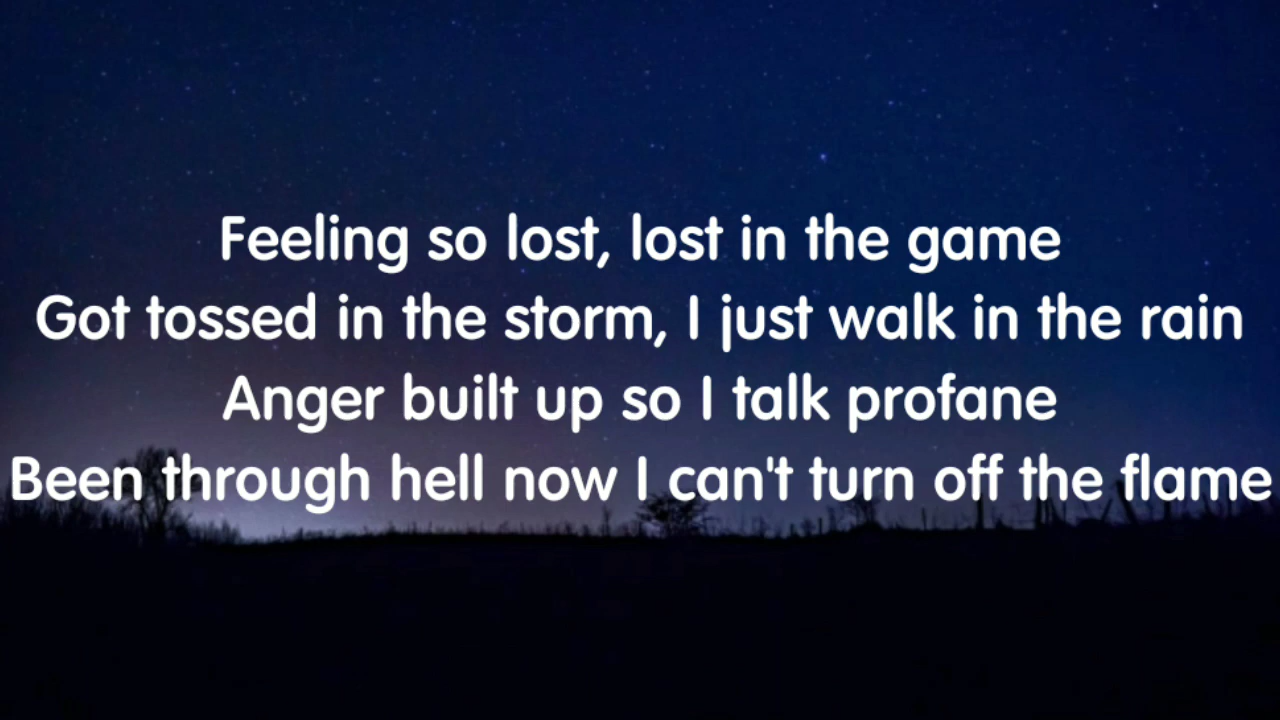 Feeling so lost, lost in the game
Got tossed in the storm, I just walk in the rain
Anger built up so I talk profane
Been through hell now I can't turn off the flame